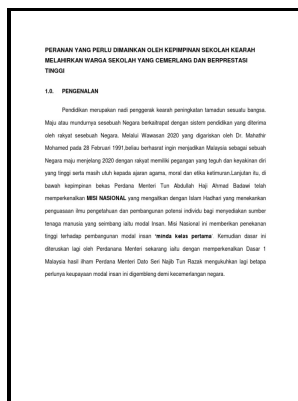 PERANAN YANG PERLU DIMAINKAN OLEH KEPIMPINAN SEKOLAH KEARAH
MELAHIRKAN WARGA SEKOLAH YANG CEMERLANG DAN BERPRESTASI
TINGGI
1.0. PENGENALAN
Pendidikan merupakan nadi penggerak kearah peningkatan tamadun sesuatu bangsa.
Maju atau mundurnya sesebuah Negara berkaitrapat dengan sistem pendidikan yang diterima
oleh rakyat sesebuah Negara. Melalui Wawasan 2020 yang digariskan oleh Dr. Mahathir
Mohamed pada 28 Februari 1991,beliau berhasrat ingin menjadikan Malaysia sebagai sebuah
Negara maju menjelang 2020 dengan rakyat memiliki pegangan yang teguh dan keyakinan diri
yang tinggi serta masih utuh kepada ajaran agama, moral dan etika ketimuran.Lanjutan itu, di
bawah kepimpinan bekas Perdana Menteri Tun Abdullah Haji Ahmad Badawi telah
memperkenalkan MISI NASIONAL yang mengaitkan dengan Islam Hadhari yang menekankan
penguasaan ilmu pengetahuan dan pembangunan potensi individu bagi menyediakan sumber
tenaga manusia yang seimbang iaitu modal Insan. Misi Nasional ini memberikan penekanan
tinggi terhadap pembangunan modal insan 'minda kelas pertama'. Kemudian dasar ini
diteruskan lagi oleh Perdanana Menteri sekarang iaitu dengan memperkenalkan Dasar 1
Malaysia hasil ilham Perdana Menteri Dato Seri Najib Tun Razak mengukuhkan lagi betapa
perlunya keupayaan modal insan ini digembleng demi kecemerlangan negara.